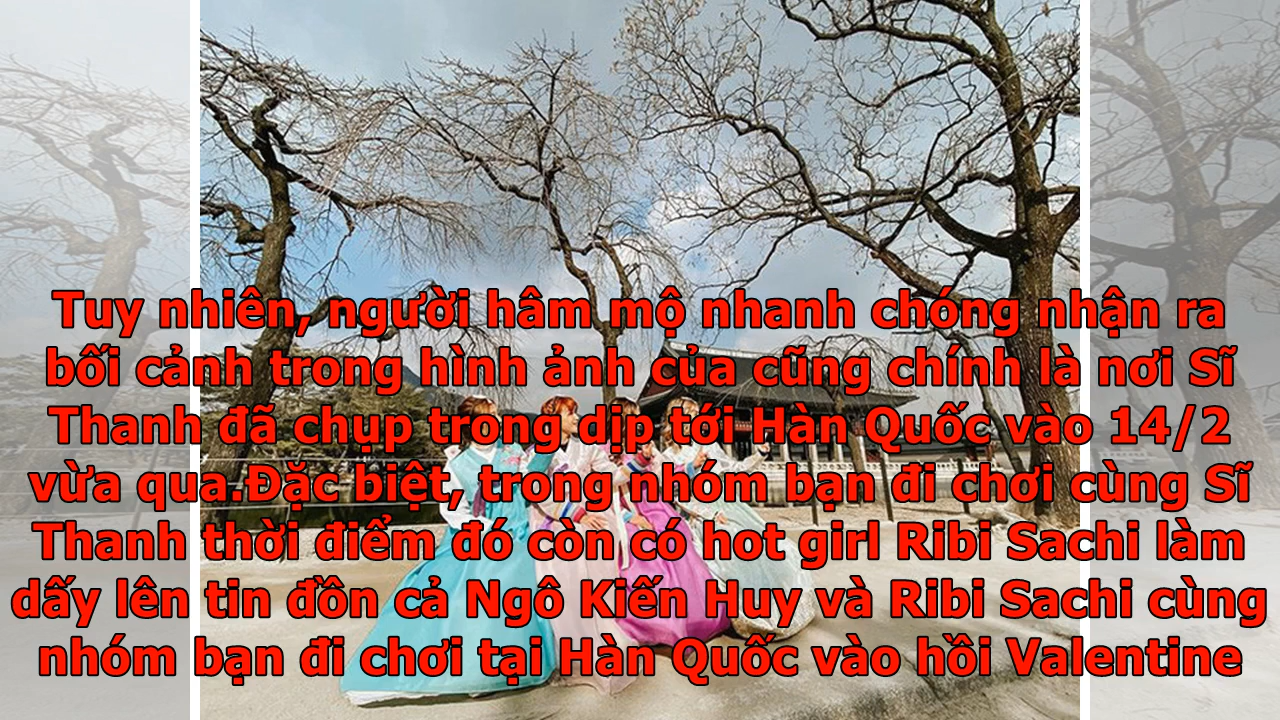 Tuy nhiên, người hâm mộ nhanh chóng nhận ra
bối cảnh trong hình ảnh của cũng chính là nơi Sĩ
Thanh đã chụp trong dịp tới Hàn Quốc vào 14/2
vừa qua.Đặc biệt, trong nhóm bạn đi chơi cùng Sĩ
Thanh thời điểm đó còn có hot girl Ribi Sachi làm
dấy lên tin đồn cả Ngô Kiến Huy và Ribi Sachi cùng
nhóm bạn đi chơi tại Hàn Quốc vào hồi Valentine